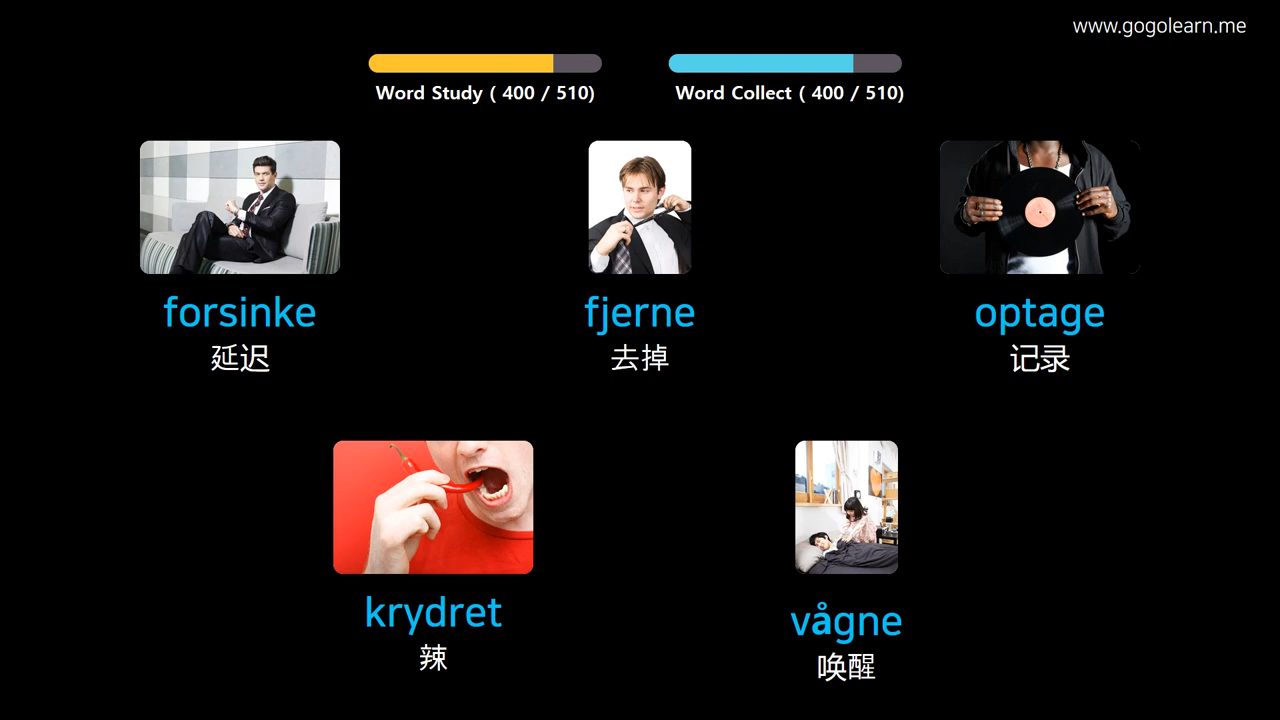 www.gogolearn.me
Word Study ( 400 / 510)
Word Collect ( 400 / 510)
forsinke
延迟
fjerne
去掉
optage
记录
krydret
辣
vågne
唤醒